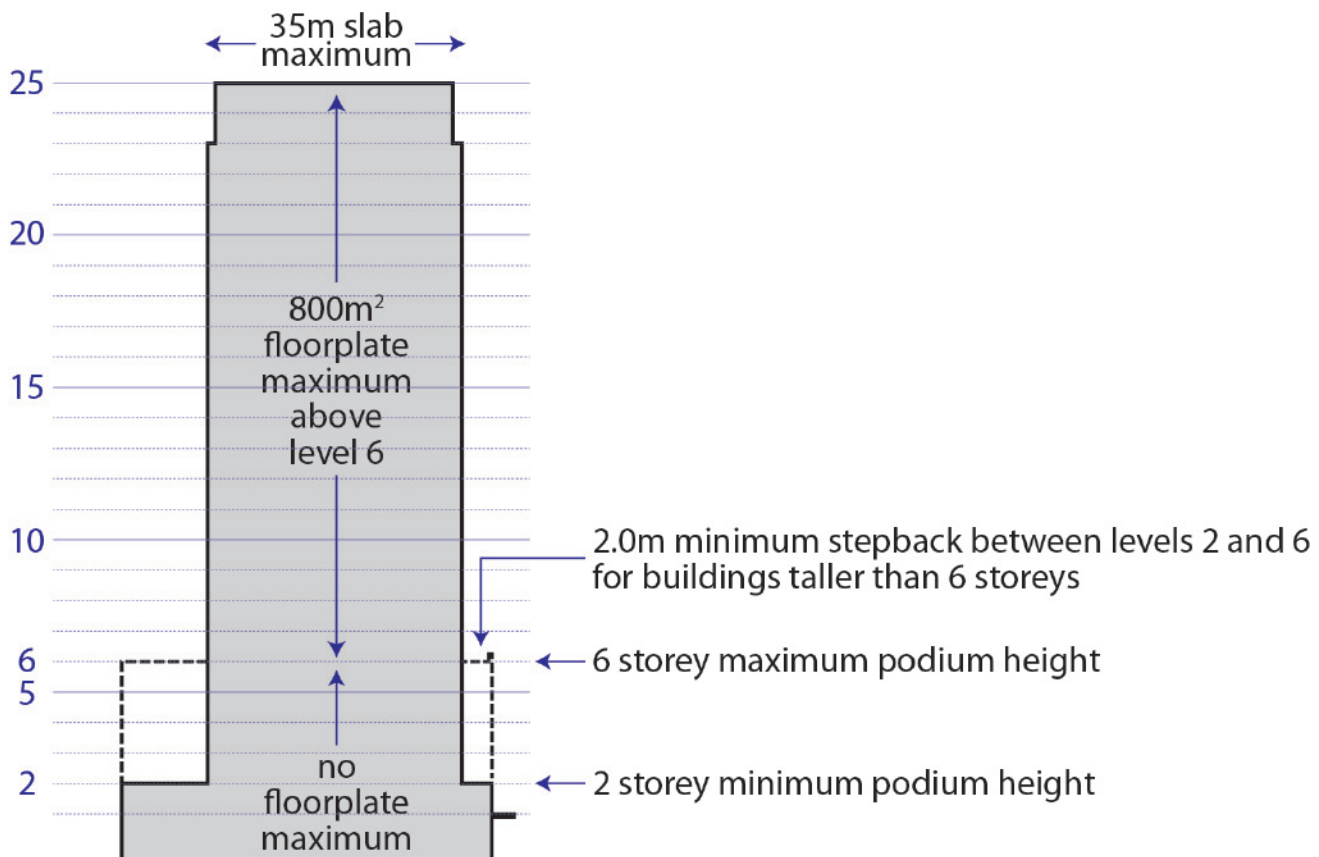 35m slab
maximum
25
20
800m²
floorplate
maximum
above
level 6
15
10
2.0m minimum stepback between levels 2 and 6
for buildings taller than 6 storeys
6
6 storey maximum podium height
5
no
floorplate
maximum
2
2 storey minimum podium height